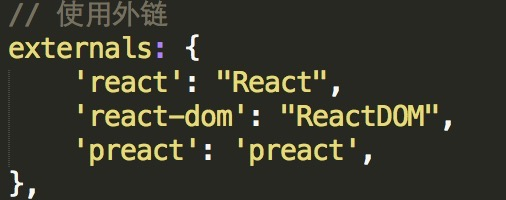 // 使用外链
externals: {
'react': "React",
'react-dom': "ReactDOM",
'preact': 'preact',
},